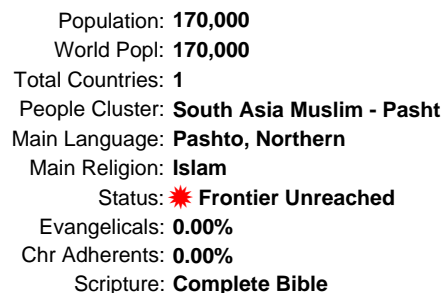 Population: 170,000
World Popl: 170,000
Total Countries: 1
People Cluster: South Asia Muslim - Pasht
Main Language: Pashto, Northern
Main Religion: Islam
Status: Frontier Unreached
Evangelicals: 0.00%
Chr Adherents: 0.00%
Scripture: Complete Bible